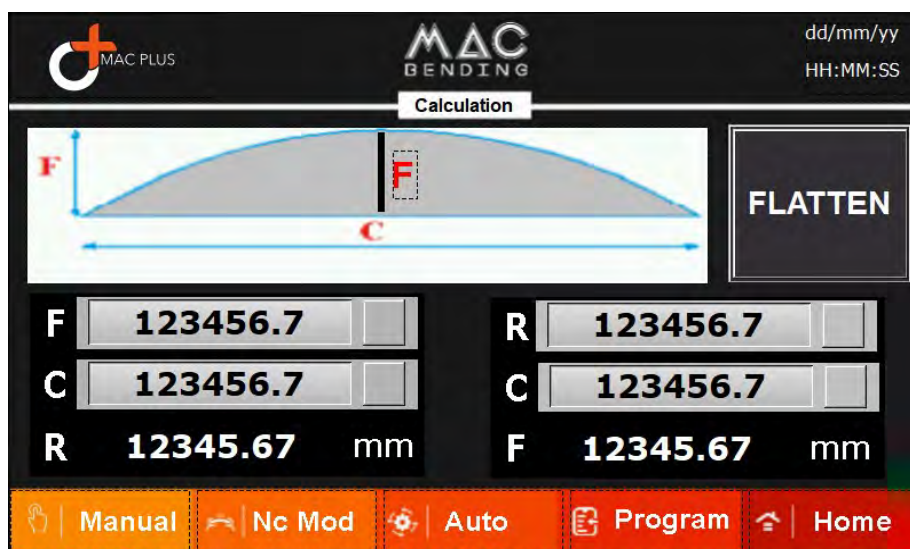 MAC PLUS
MAC
BENDING
dd/mm/yy
HH:MM:SS
Calculation
F
F
C
FLATTEN
F 123456.7
C 123456.7
R 12345.67 mm
R 123456.7
C 123456.7
F 12345.67 mm
Manual
Nc Mod
Auto
Program
Home